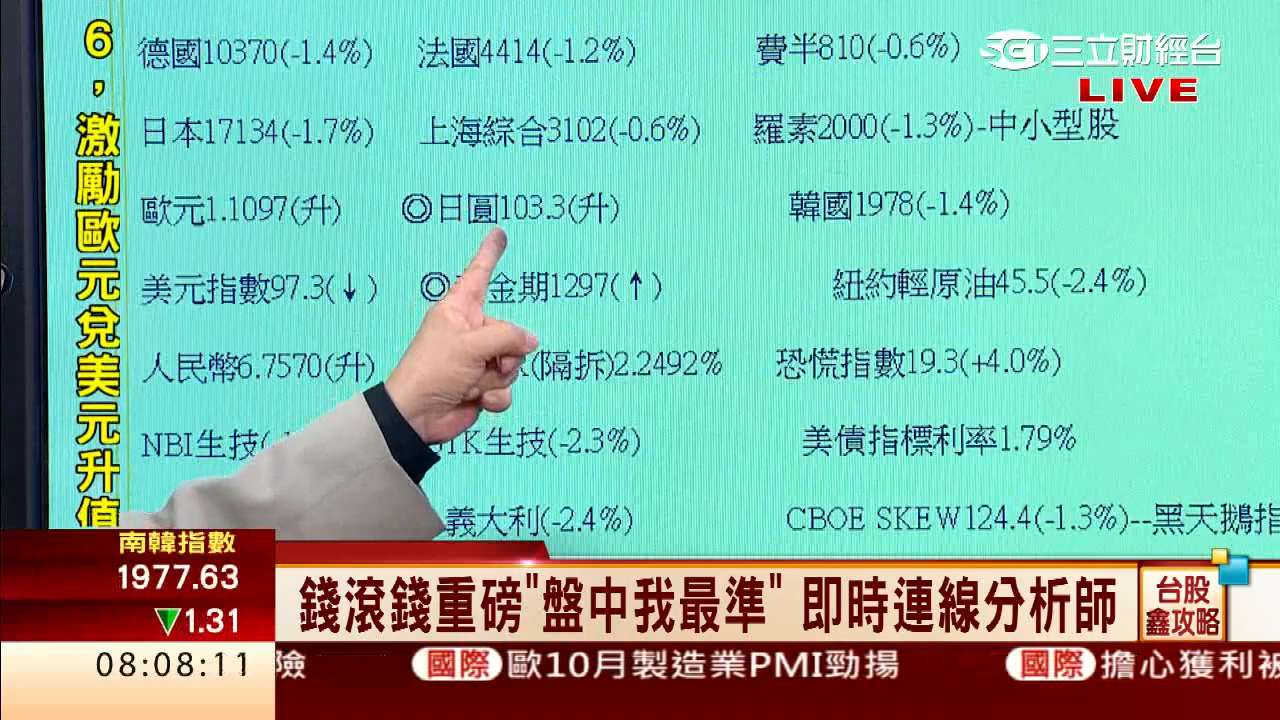 6，激勵歐元兌美元升值
德國10370(-1.4%) 法國4414(-1.2%) 費半810(-0.6%)
三立財經台
LIVE
日本17134(-1.7%) 上海綜合3102(-0.6%) 羅素2000(-1.3%)-中小型股
歐元1.1097(升) ◎日圓103.3(升) 韓國1978(-1.4%)
美元指數97.3(↓) ◎ 金期1297(↑) 紐約輕原油45.5(-2.4%)
人民幣6.7570(升) (隔拆)2.2492% 恐慌指數19.3(+4.0%)
NBI生技(- TK生技(-2.3%) 美債指標利率1.79%
義大利(-2.4%) CBOE SKEW124.4(-1.3%)--黑天鵝指
南韓指數
1977.63
▼1.31
錢滾錢重磅"盤中我最準" 即時連線分析師
台股
鑫攻略
08:08:11
險 國際 歐10月製造業PMI勁揚 國際 擔心獲利被